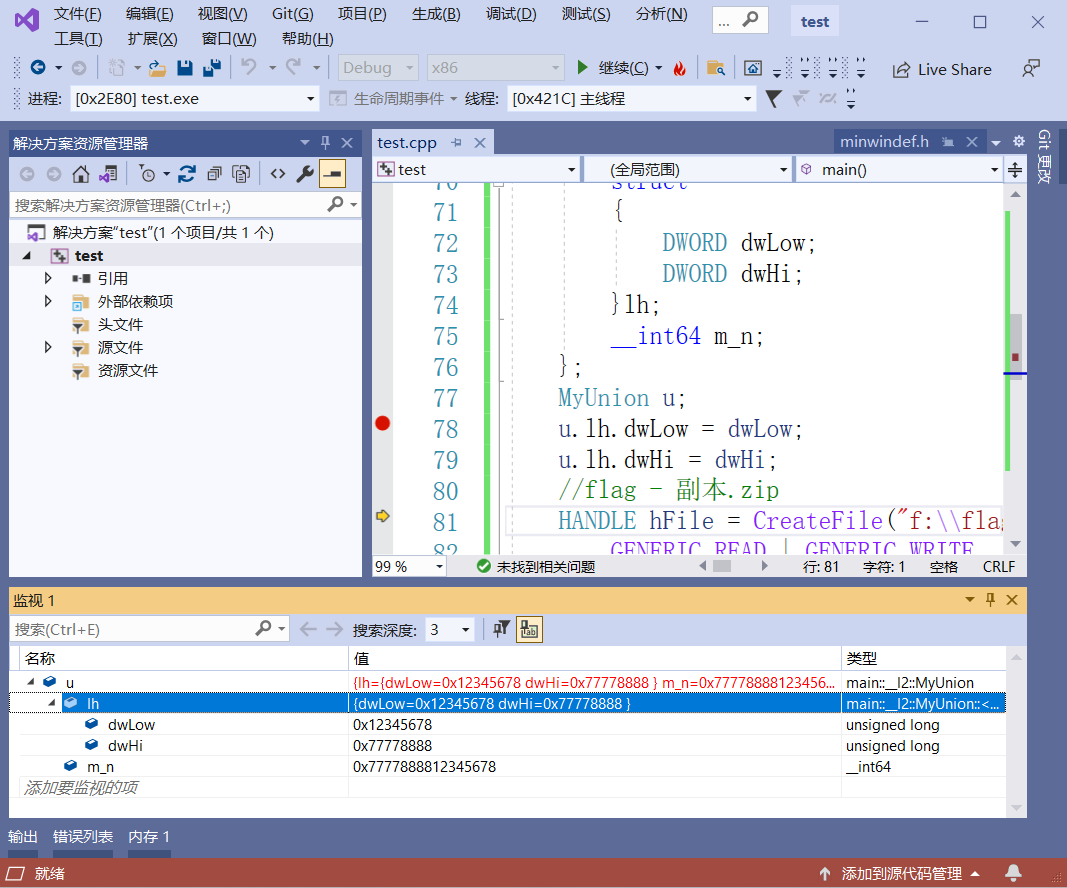 文件(F) 编辑(E) 视图(V) Git(G) 项目(P) 生成(B) 调试(D) 测试(S) 分析(N) ... test
工具(T) 扩展(X) 窗口(W) 帮助(H)
Debug x86 继续(C) Live Share
进程: [0x2E80] test.exe 生命周期事件 线程: [0x421C] 主线程
解决方案资源管理器
搜索解决方案资源管理器(Ctrl+;)
解决方案"test"(1 个项目/共 1 个)
test
引用
外部依赖项
头文件
源文件
资源文件
test.cpp minwindef.h
test (全局范围) main()
70 struct
71 {
72 DWORD dwLow;
73 DWORD dwHi;
74 }lh;
75 __int64 m_n;
76 };
77 MyUnion u;
78 u.lh.dwLow = dwLow;
79 u.lh.dwHi = dwHi;
80 //flag - 副本.zip
81 HANDLE hFile = CreateFile("f:\\flag
82 GENERIC_READ | GENERIC_WRITE
99 % 未找到相关问题 行: 81 字符: 1 空格 CRLF
Git 更改
监视 1
搜索(Ctrl+E) 搜索深度: 3
名称 值 类型
u {lh={dwLow=0x12345678 dwHi=0x77778888 } m_n=0x77778888123456... main::__l2::MyUnion
lh {dwLow=0x12345678 dwHi=0x77778888 } main::__l2::MyUnion::<...
dwLow 0x12345678 unsigned long
dwHi 0x77778888 unsigned long
m_n 0x7777888812345678 __int64
添加要监视的项
输出 错误列表 内存 1
就绪 添加到源代码管理